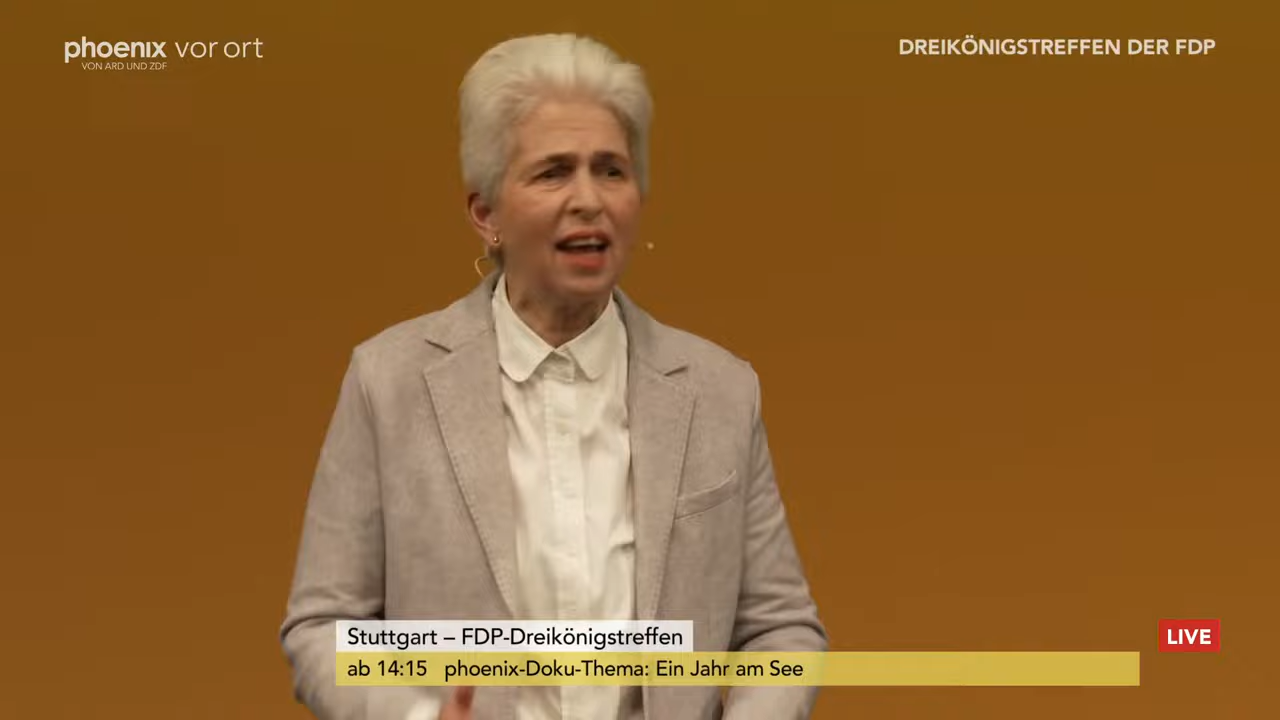 phoenix vor ort
VON ARD UND ZDF
DREIKÖNIGSTREFFEN DER FDP
Stuttgart – FDP-Dreikönigstreffen
LIVE
ab 14:15 phoenix-Doku-Thema: Ein Jahr am See